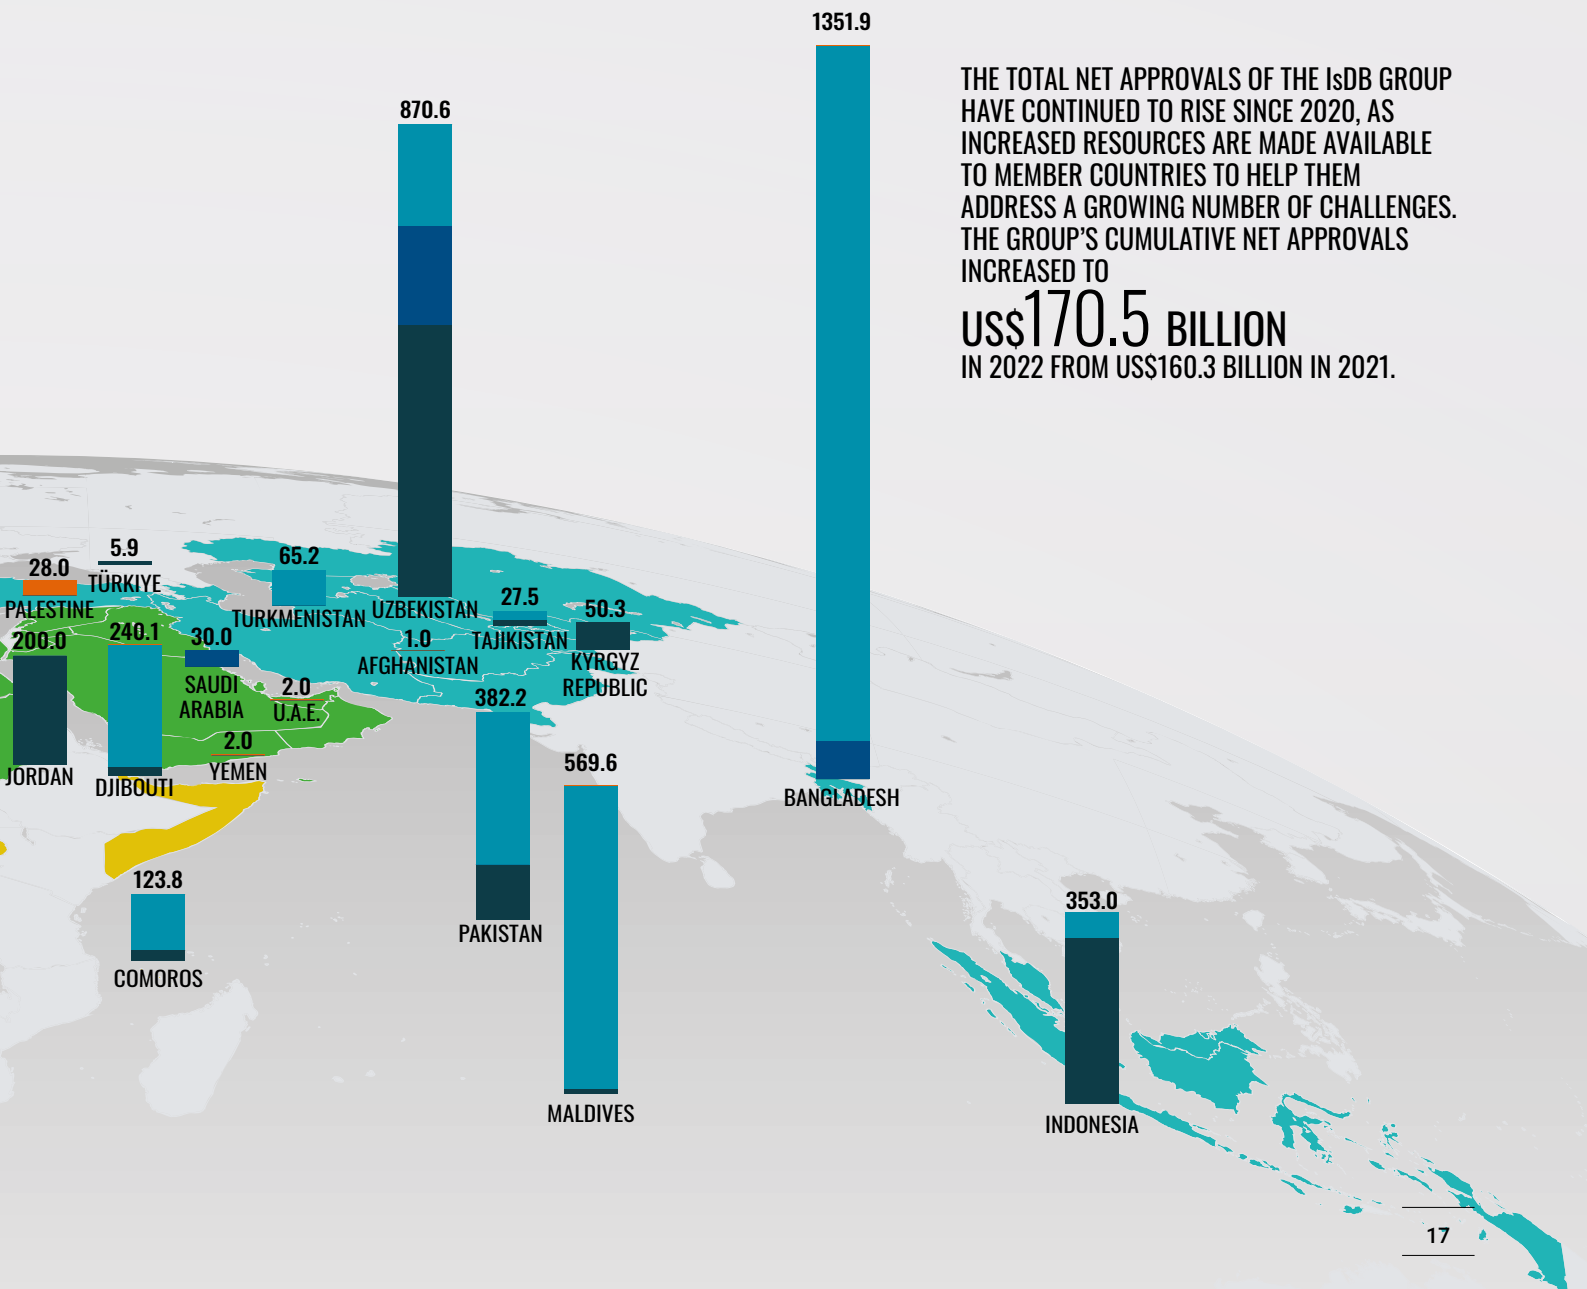 1351.9
THE TOTAL NET APPROVALS OF THE IsDB GROUP
HAVE CONTINUED TO RISE SINCE 2020, AS
INCREASED RESOURCES ARE MADE AVAILABLE
TO MEMBER COUNTRIES TO HELP THEM
ADDRESS A GROWING NUMBER OF CHALLENGES.
THE GROUP'S CUMULATIVE NET APPROVALS
INCREASED TO
US$170.5 BILLION
IN 2022 FROM US$160.3 BILLION IN 2021.
870.6
UZBEKISTAN
28.0
PALESTINE
5.9
TÜRKIYE
65.2
TURKMENISTAN
27.5
TAJIKISTAN
50.3
KYRGYZ
REPUBLIC
1.0
AFGHANISTAN
200.0
JORDAN
240.1
DJIBOUTI
30.0
SAUDI
ARABIA
2.0
U.A.E.
2.0
YEMEN
382.2
PAKISTAN
569.6
MALDIVES
BANGLADESH
123.8
COMOROS
353.0
INDONESIA
17